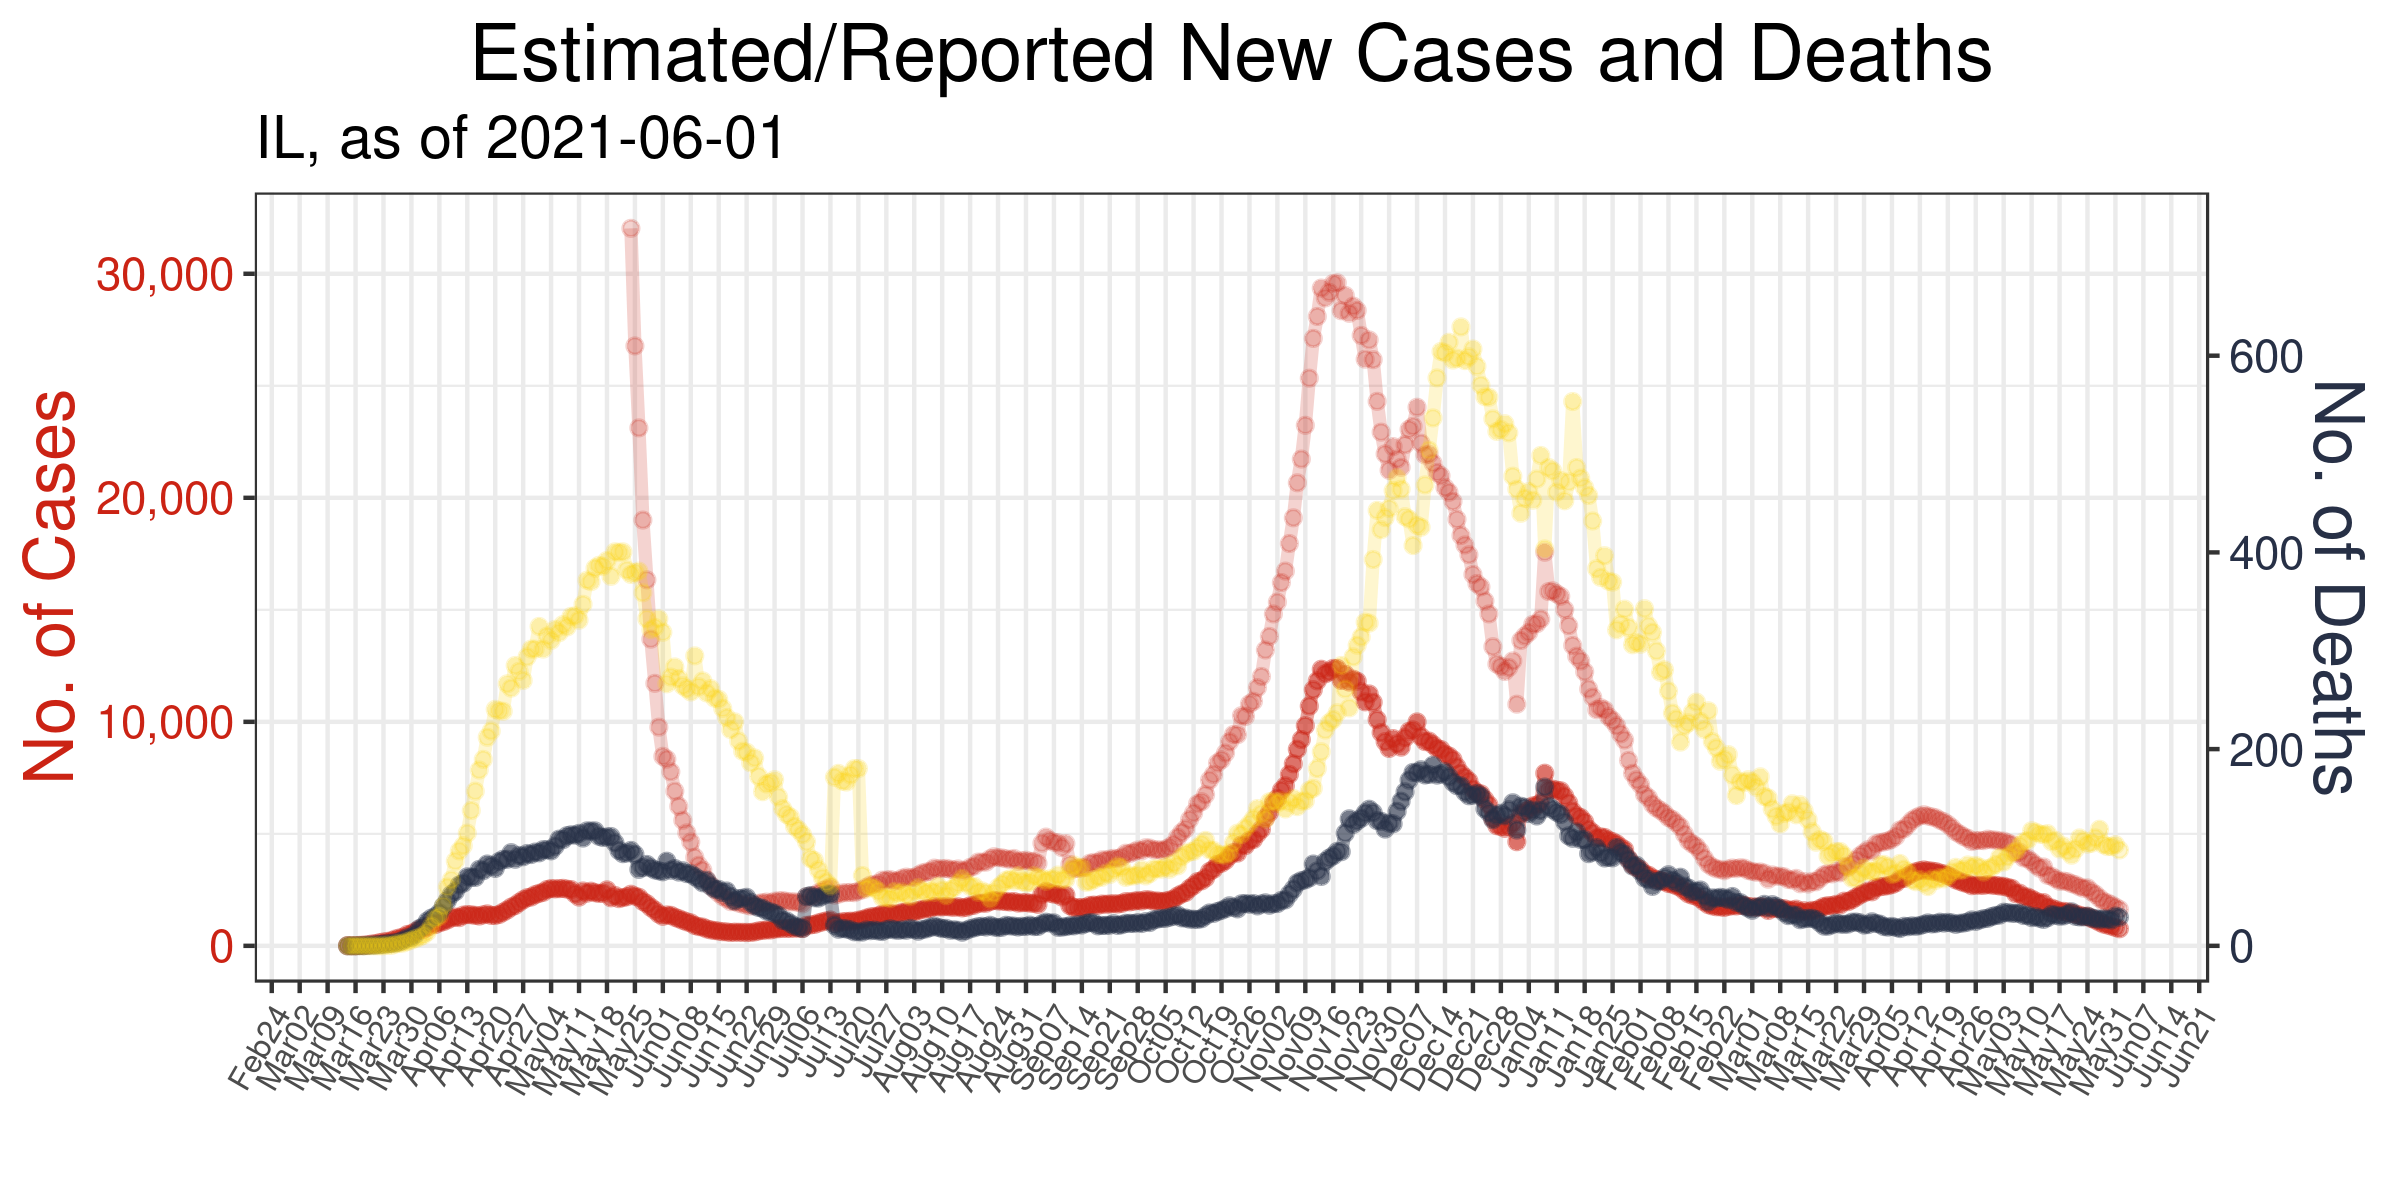 Estimated/Reported New Cases and Deaths
IL, as of 2021-06-01
No. of Cases
30,000
20,000
10,000
0
600
400
200
0
No. of Deaths
Feb24 Mar02 Mar09 Mar16 Mar23 Mar30 Apr06 Apr13 Apr20 Apr27 May04 May11 May18 May25 Jun01 Jun08 Jun15 Jun22 Jun29 Jul06 Jul13 Jul20 Jul27 Aug03 Aug10 Aug17 Aug24 Aug31 Sep07 Sep14 Sep21 Sep28 Oct05 Oct12 Oct19 Oct26 Nov02 Nov09 Nov16 Nov23 Nov30 Dec07 Dec14 Dec21 Dec28 Jan04 Jan11 Jan18 Jan25 Feb01 Feb08 Feb15 Feb22 Mar01 Mar08 Mar15 Mar22 Mar29 Apr05 Apr12 Apr19 Apr26 May03 May10 May17 May24 May31 Jun07 Jun14 Jun21